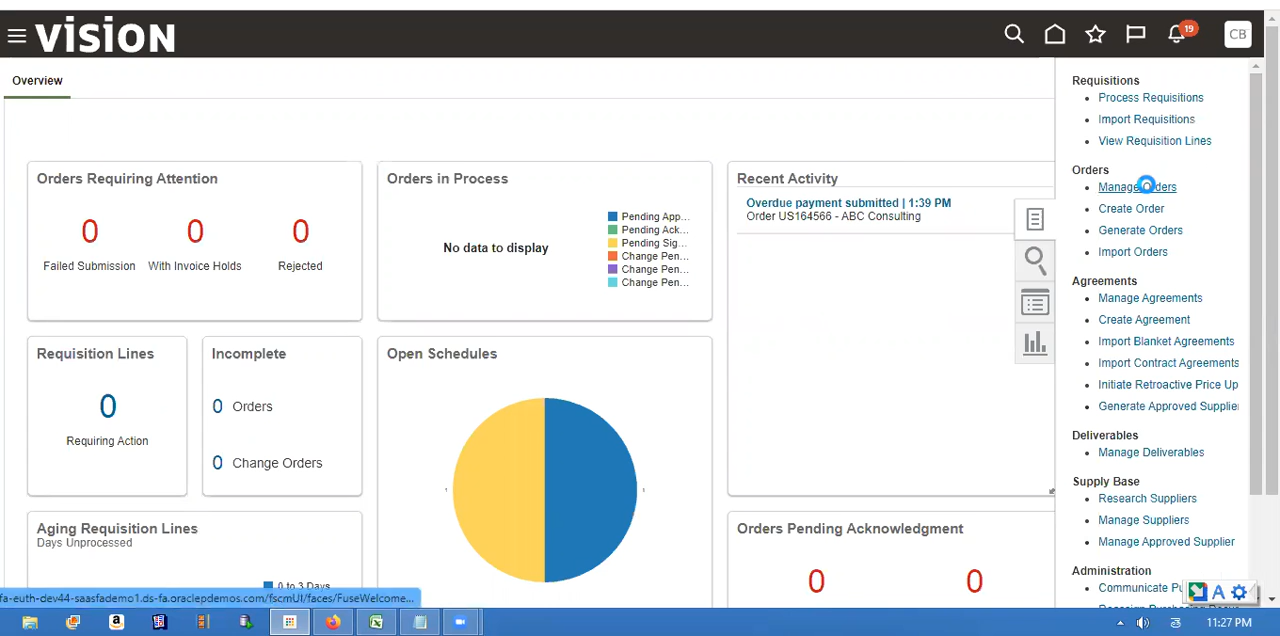 vision
19
CB
Overview
Orders Requiring Attention
0 0 0
Failed Submission With Invoice Holds Rejected
Orders in Process
No data to display
Pending App...
Pending Ack...
Pending Sig...
Change Pen...
Change Pen...
Change Pen...
Recent Activity
Overdue payment submitted | 1:39 PM
Order US164566 - ABC Consulting
Requisition Lines
0
Requiring Action
Incomplete
0 Orders
0 Change Orders
Open Schedules
Aging Requisition Lines
Days Unprocessed
0 to 3 Days
Orders Pending Acknowledgment
0 0
Requisitions
Process Requisitions
Import Requisitions
View Requisition Lines
Orders
Manage Orders
Create Order
Generate Orders
Import Orders
Agreements
Manage Agreements
Create Agreement
Import Blanket Agreements
Import Contract Agreements
Initiate Retroactive Price Up
Generate Approved Supplie
Deliverables
Manage Deliverables
Supply Base
Research Suppliers
Manage Suppliers
Manage Approved Supplier
Administration
Communicate Pu
A
fa-euth-dev44-saasfademo1.ds-fa.oraclepdemos.com/fscmUI/faces/FuseWelcome...
11:27 PM